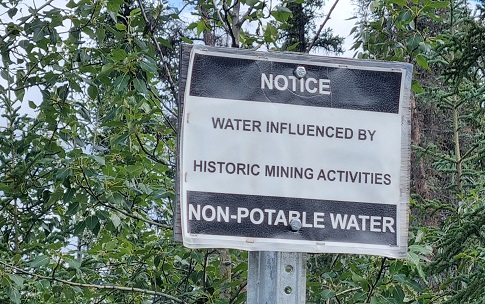 NOTICE
WATER INFLUENCED BY
HISTORIC MINING ACTIVITIES
NON-POTABLE WATER